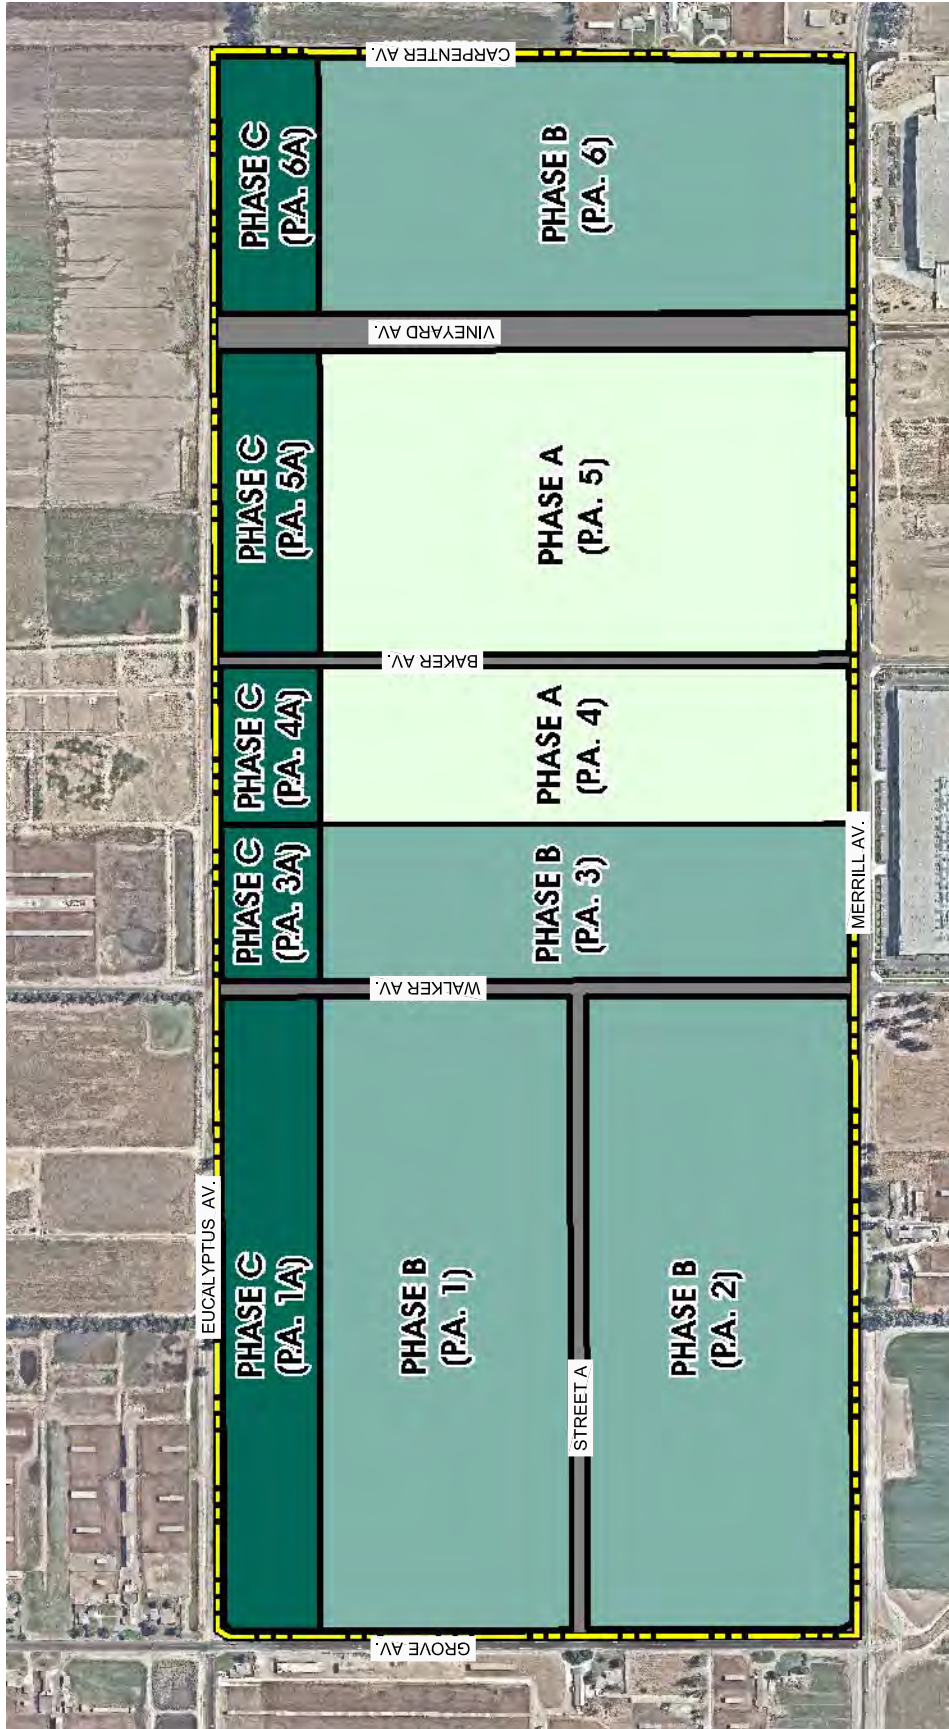 CARPENTER AV.
PHASE C
(P.A. 6A)
PHASE B
(P.A. 6)
VINEYARD AV.
PHASE C
(P.A. 5A)
PHASE A
(P.A. 5)
BAKER AV.
PHASE C
(P.A. 4A)
PHASE A
(P.A. 4)
PHASE C
(P.A. 3A)
PHASE B
(P.A. 3)
MERRILL AV.
WALKER AV.
EUCALYPTUS AV.
PHASE C
(P.A. 1A)
PHASE B
(P.A. 1)
PHASE B
(P.A. 2)
STREET A
GROVE AV.